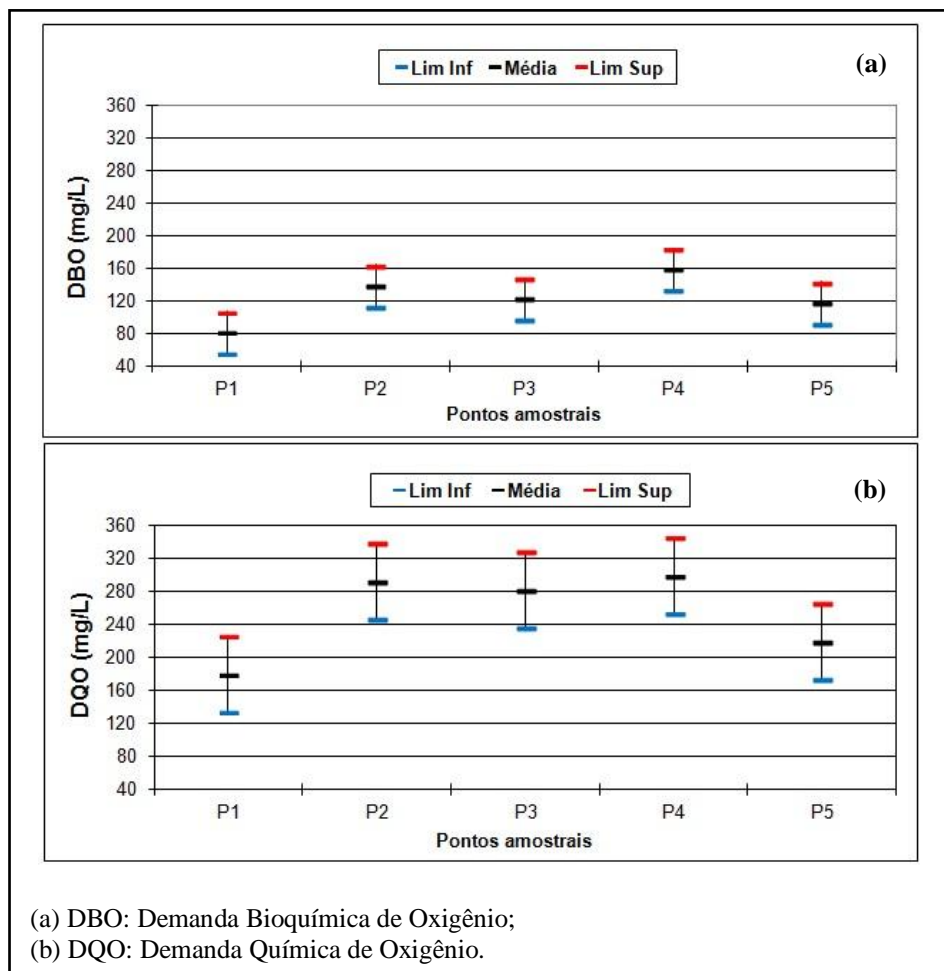 Lim Inf Média Lim Sup
(a)
DBO (mg/L)
360
320
280
240
200
160
120
80
40
P1 P2 P3 P4 P5
Pontos amostrais
Lim Inf Média Lim Sup
(b)
DQO (mg/L)
360
320
280
240
200
160
120
80
40
P1 P2 P3 P4 P5
Pontos amostrais
(a) DBO: Demanda Bioquímica de Oxigênio;
(b) DQO: Demanda Química de Oxigênio.